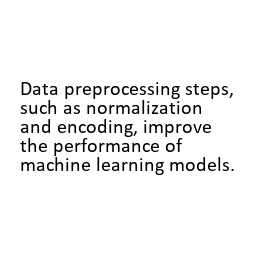 Data preprocessing steps,
such as normalization
and encoding, improve
the performance of
machine learning models.